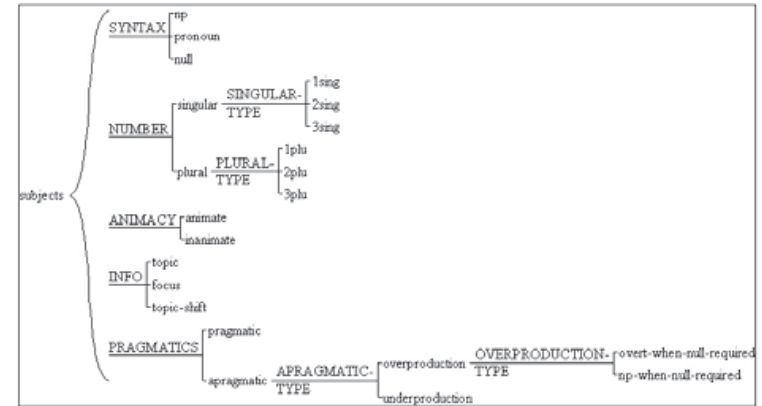 subjects
SYNTAX
np
pronoun
null
NUMBER
singular
SINGULAR-
TYPE
1sing
2sing
3sing
plural
PLURAL-
TYPE
1plu
2plu
3plu
ANIMACY
animate
inanimate
INFO
topic
focus
topic-shift
PRAGMATICS
pragmatic
apragmatic
APRAGMATIC-
TYPE
overproduction
OVERPRODUCTION-
TYPE
overt-when-null-required
np-when-null-required
underproduction